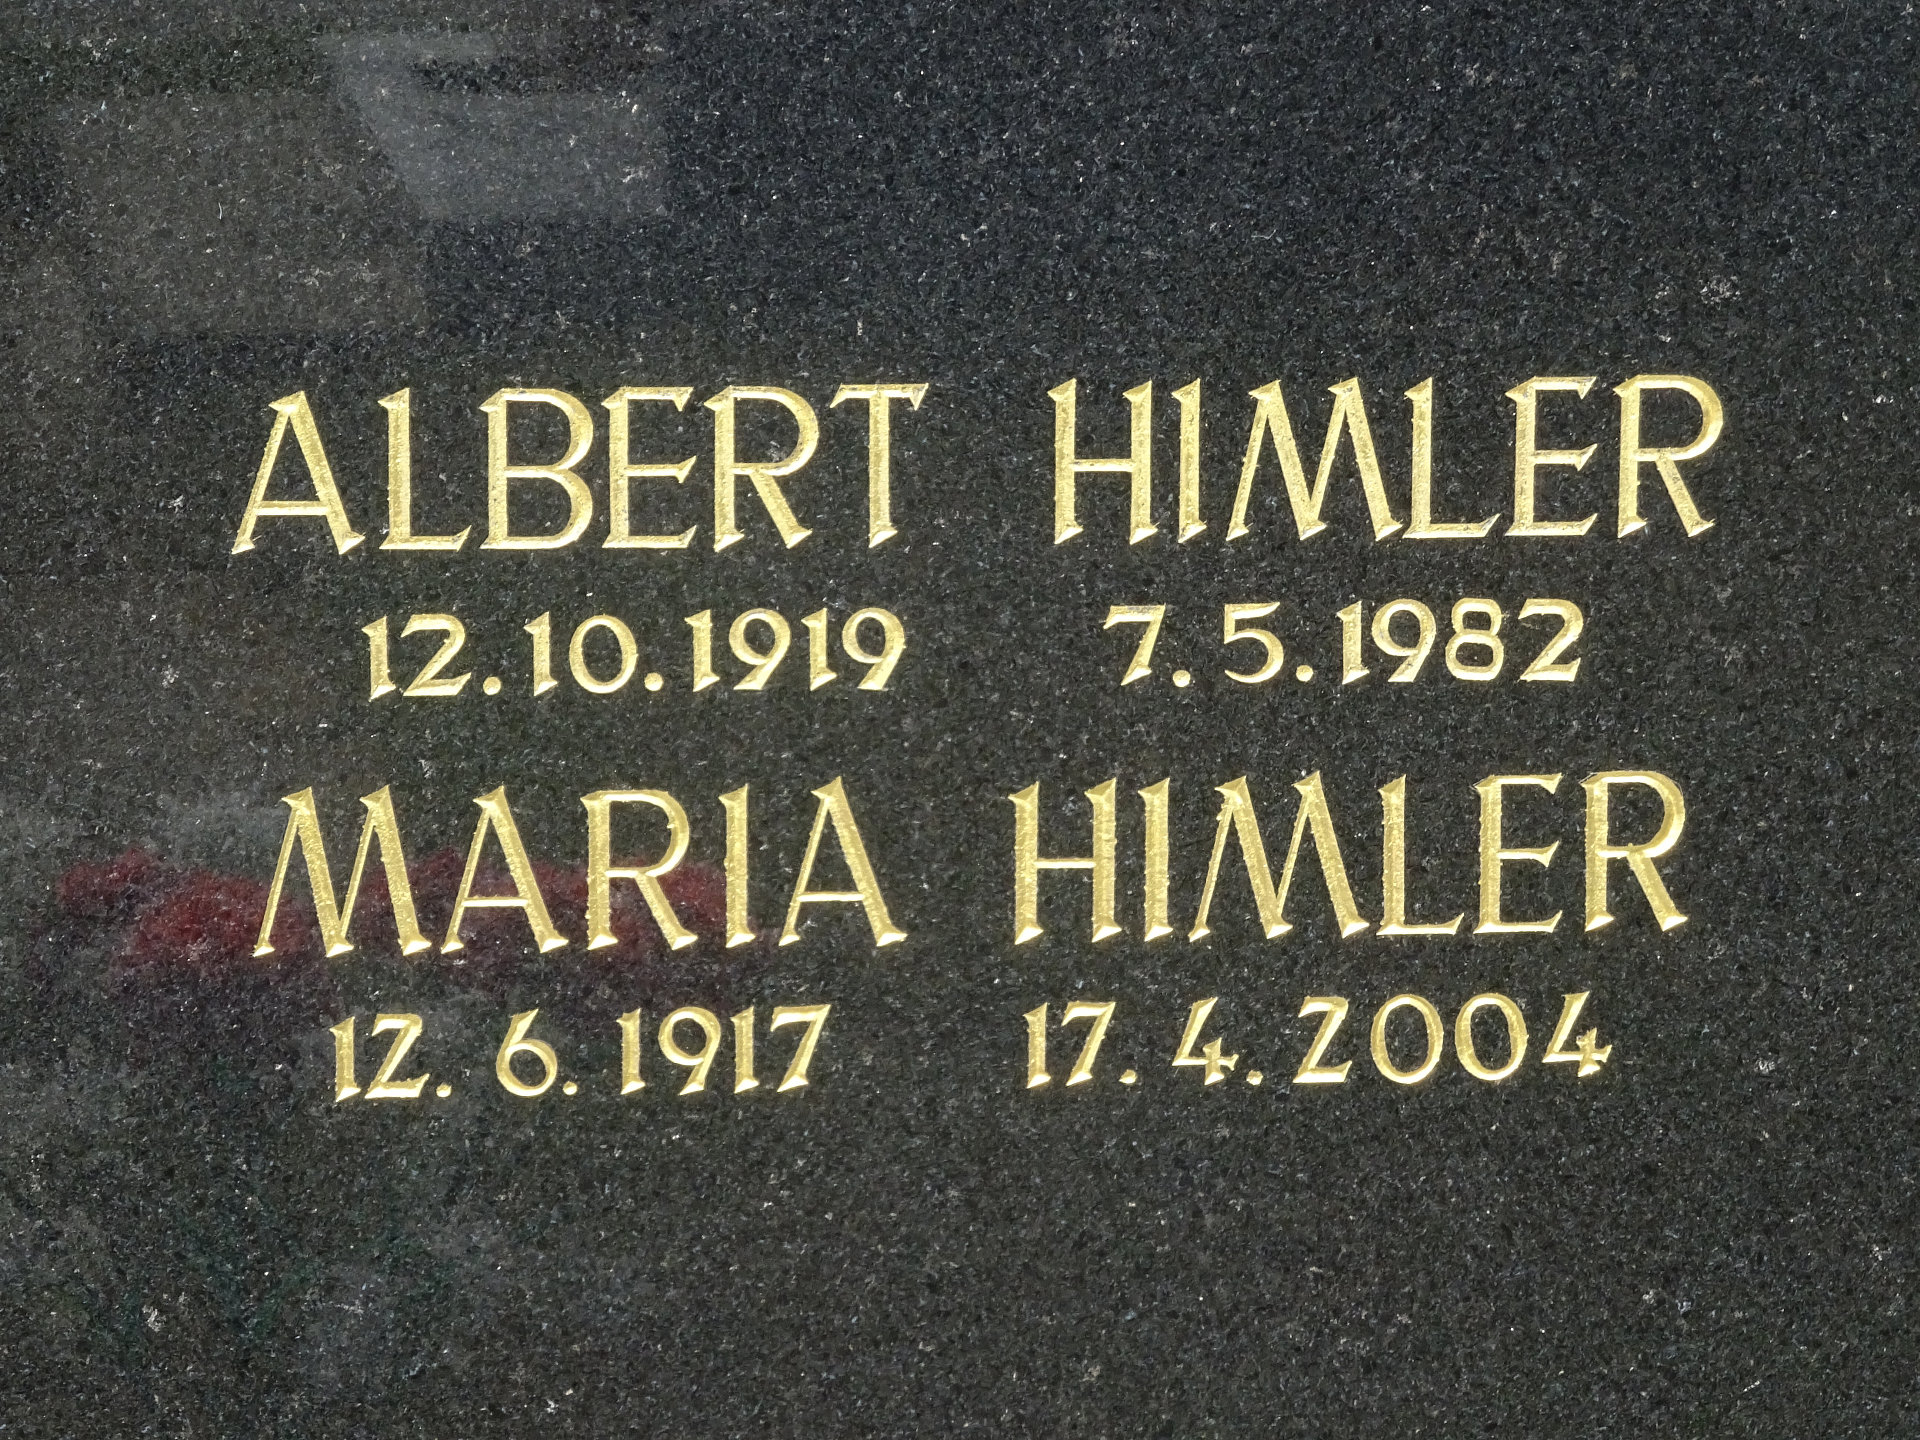 ALBERT HIMLER
12.10.1919 7.5.1982
MARIA HIMLER
12.6.1917 17.4.2004